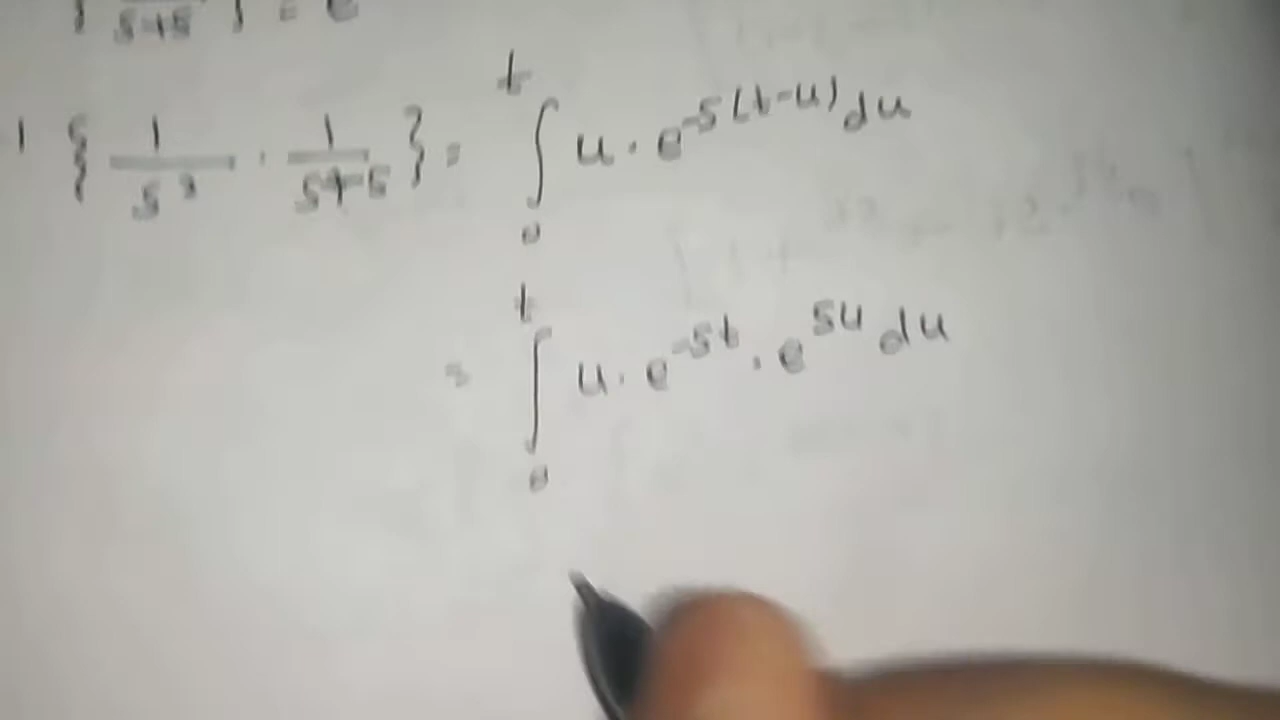 } = e
1 { 1/s² · 1/s+5 } = ∫₀ᵗ u · e^{-5(t-u)} du
= ∫₀ᵗ u · e^{-5t} · e^{5u} du